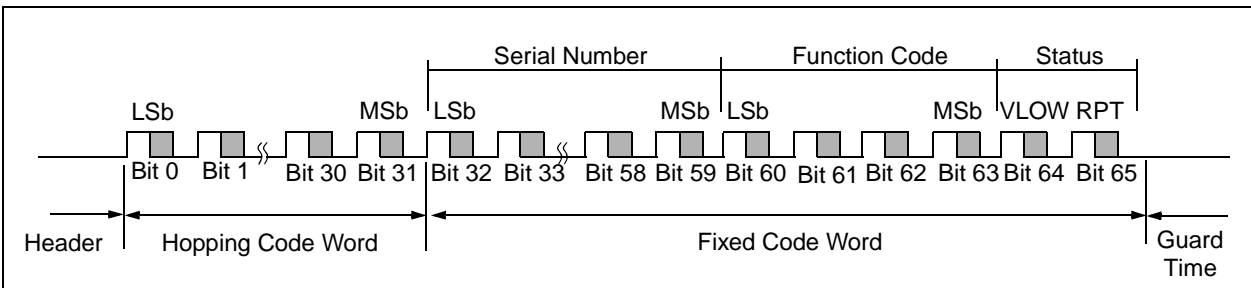 Serial Number Function Code Status
LSb MSb LSb MSb LSb MSb VLOW RPT
Bit 0 Bit 1 Bit 30 Bit 31 Bit 32 Bit 33 Bit 58 Bit 59 Bit 60 Bit 61 Bit 62 Bit 63 Bit 64 Bit 65
Header Hopping Code Word Fixed Code Word Guard
Time